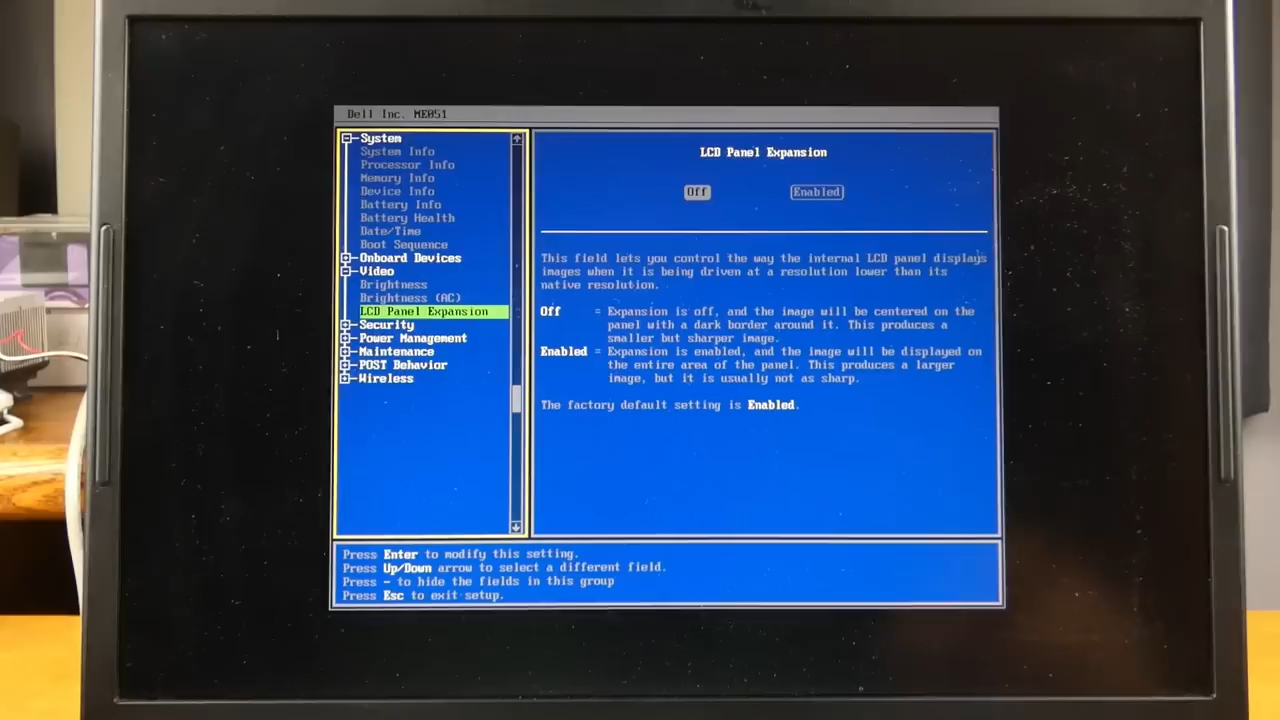 Dell Inc. ME051
System
System Info
Processor Info
Memory Info
Device Info
Battery Info
Battery Health
Date/Time
Boot Sequence
Onboard Devices
Video
Brightness
Brightness (AC)
LCD Panel Expansion
Security
Power Management
Maintenance
POST Behavior
Wireless
LCD Panel Expansion
Off Enabled
This field lets you control the way the internal LCD panel displays
images when it is being driven at a resolution lower than its
native resolution.
Off = Expansion is off, and the image will be centered on the
panel with a dark border around it. This produces a
smaller but sharper image.
Enabled = Expansion is enabled, and the image will be displayed on
the entire area of the panel. This produces a larger
image, but it is usually not as sharp.
The factory default setting is Enabled.
Press Enter to modify this setting.
Press Up/Down arrow to select a different field.
Press - to hide the fields in this group
Press Esc to exit setup.